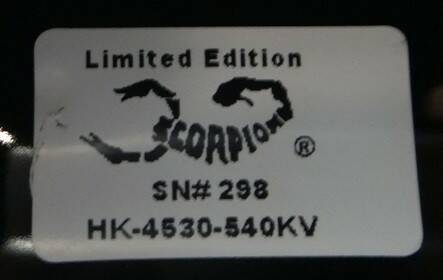 Limited Edition
SCORPION ®
SN# 298
HK-4530-540KV